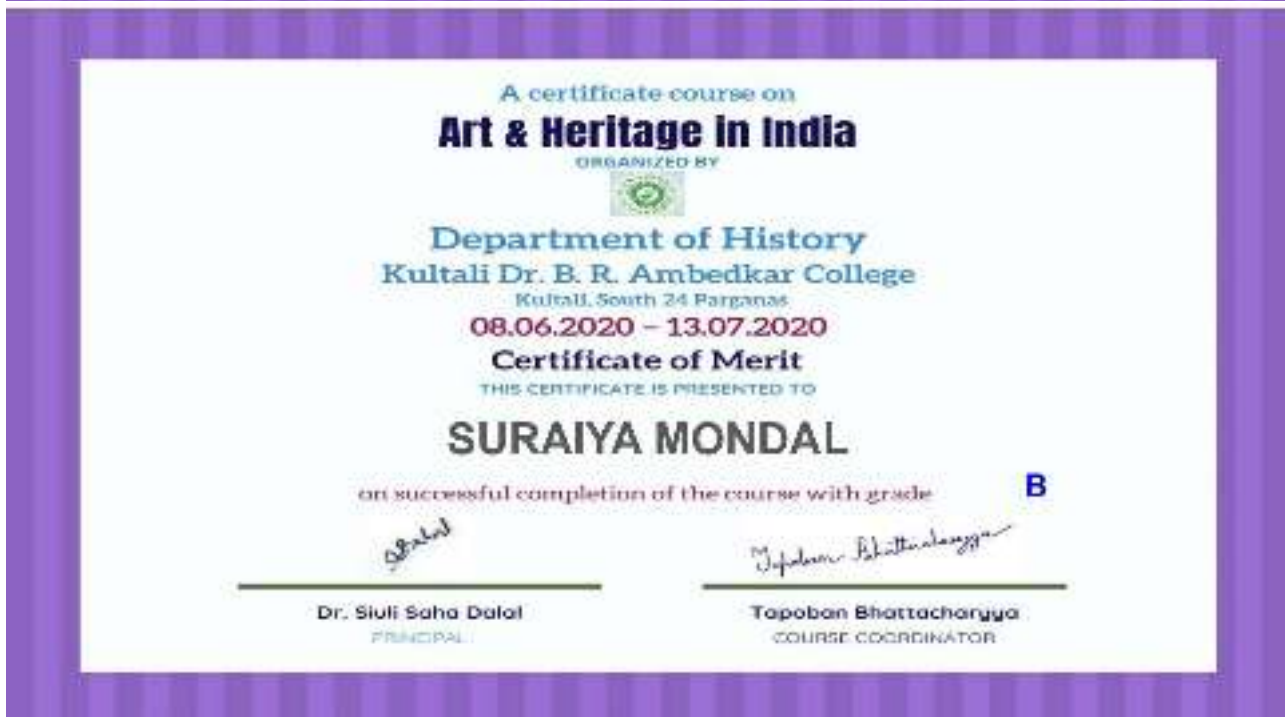 A certificate course on
Art & Heritage in India
ORGANIZED BY
Department of History
Kultali Dr. B. R. Ambedkar College
Kultali, South 24 Parganas
08.06.2020 – 13.07.2020
Certificate of Merit
THIS CERTIFICATE IS PRESENTED TO
SURAIYA MONDAL
on successful completion of the course with grade B
Tapoban Bhattacharyya
Dr. Siuli Saha Dalal
Tapoban Bhattacharyya
PRINCIPAL
COURSE COORDINATOR